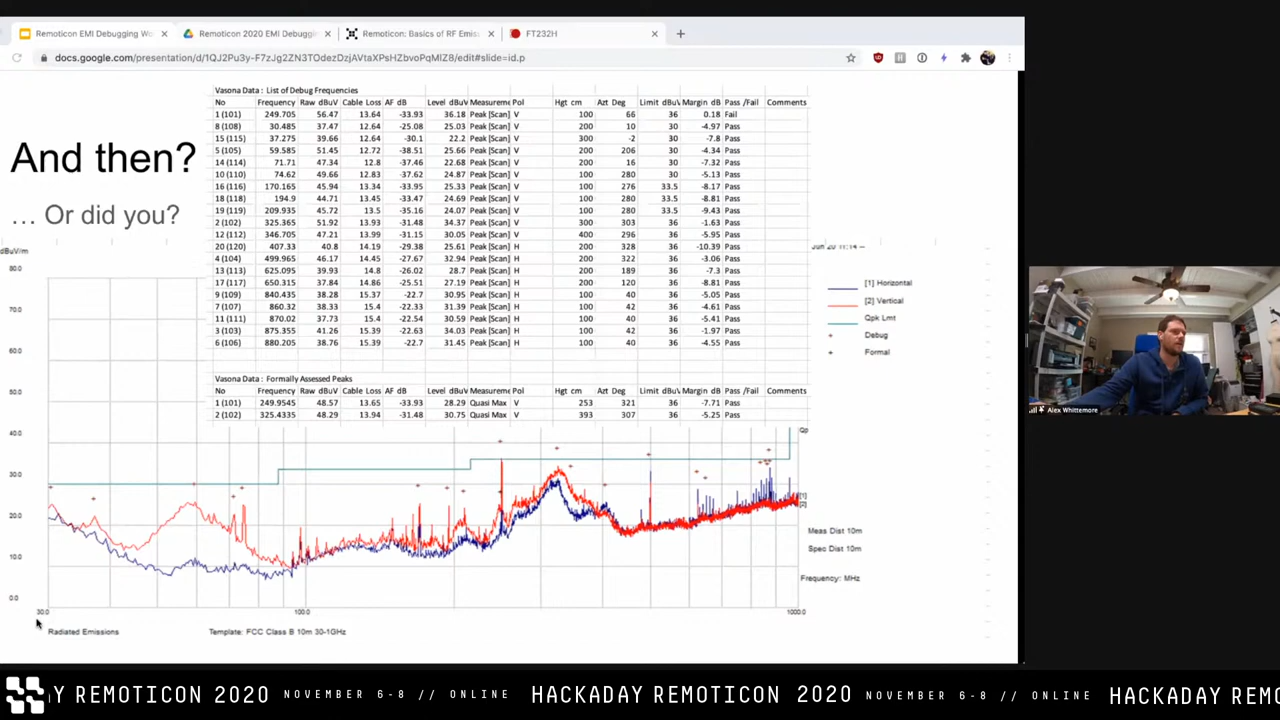 Remoticon EMI Debugging Wo
Remoticon 2020 EMI Debuggin
Remoticon: Basics of RF Emis
FT232H
docs.google.com/presentation/d/1QJ2Pu3y-F7zJg2ZN3TOdezDzjAVtaXPsHZbvoPqMIZ8/edit#slide=id.p
And then?
... Or did you?
Vasona Data : List of Debug Frequencies
No Frequency Raw dBuV Cable Loss AF dB Level dBuV Measureme Pol Hgt cm Azt Deg Limit dBuV Margin dB Pass /Fail Comments
1 (101) 249.705 56.47 13.64 -33.93 36.18 Peak [Scan] V 100 66 36 0.18 Fail
8 (108) 30.485 37.47 12.64 -25.08 25.03 Peak [Scan] V 200 10 30 -4.97 Pass
15 (115) 37.275 39.66 12.64 -30.1 22.2 Peak [Scan] V 300 -2 30 -7.8 Pass
5 (105) 59.585 51.45 12.72 -38.51 25.66 Peak [Scan] V 200 206 30 -4.34 Pass
14 (114) 71.71 47.34 12.8 -37.46 22.68 Peak [Scan] V 200 16 30 -7.32 Pass
10 (110) 74.62 49.66 12.83 -37.62 24.87 Peak [Scan] V 100 280 30 -5.13 Pass
16 (116) 170.165 45.94 13.34 -33.95 25.33 Peak [Scan] V 100 276 33.5 -8.17 Pass
18 (118) 194.9 44.71 13.45 -33.47 24.69 Peak [Scan] V 100 280 33.5 -8.81 Pass
19 (119) 209.935 45.72 13.5 -35.16 24.07 Peak [Scan] V 100 280 33.5 -9.43 Pass
2 (102) 325.365 51.92 13.93 -31.48 34.37 Peak [Scan] V 300 303 36 -1.63 Pass
12 (112) 346.705 47.21 13.99 -31.15 30.05 Peak [Scan] V 400 296 36 -5.95 Pass
20 (120) 407.33 40.8 14.19 -29.38 25.61 Peak [Scan] H 200 328 36 -10.39 Pass
4 (104) 499.965 46.17 14.45 -27.67 32.94 Peak [Scan] H 200 322 36 -3.06 Pass
13 (113) 625.095 39.93 14.8 -26.02 28.7 Peak [Scan] H 200 189 36 -7.3 Pass
17 (117) 650.315 37.84 14.86 -25.51 27.19 Peak [Scan] H 200 120 36 -8.81 Pass
9 (109) 840.435 38.28 15.37 -22.7 30.95 Peak [Scan] H 100 40 36 -5.05 Pass
7 (107) 860.32 38.33 15.4 -22.33 31.39 Peak [Scan] H 100 42 36 -4.61 Pass
11 (111) 870.02 37.73 15.4 -22.54 30.59 Peak [Scan] H 100 40 36 -5.41 Pass
3 (103) 875.355 41.26 15.39 -22.63 34.03 Peak [Scan] H 100 42 36 -1.97 Pass
6 (106) 880.205 38.76 15.39 -22.7 31.45 Peak [Scan] H 100 40 36 -4.55 Pass
Vasona Data : Formally Assessed Peaks
No Frequency Raw dBuV Cable Loss AF dB Level dBuV Measureme Pol Hgt cm Azt Deg Limit dBuV Margin dB Pass /Fail Comments
1 (101) 249.9545 48.57 13.65 -33.93 28.29 Quasi Max V 253 321 36 -7.71 Pass
2 (102) 325.4335 48.29 13.94 -31.48 30.75 Quasi Max V 393 307 36 -5.25 Pass
dBuV/m
80.0
70.0
60.0
50.0
40.0
30.0
20.0
10.0
0.0
30.0
100.0
1000.0
[1] Horizontal
[2] Vertical
Qpk Lmt
Debug
Formal
Qp
[1]
[2]
Meas Dist 10m
Spec Dist 10m
Frequency: MHz
Radiated Emissions
Template: FCC Class B 10m 30-1GHz
Alex Whittemore
Y REMOTICON 2020 NOVEMBER 6-8 // ONLINE HACKADAY REMOTICON 2020 NOVEMBER 6-8 // ONLINE HACKADAY REMO